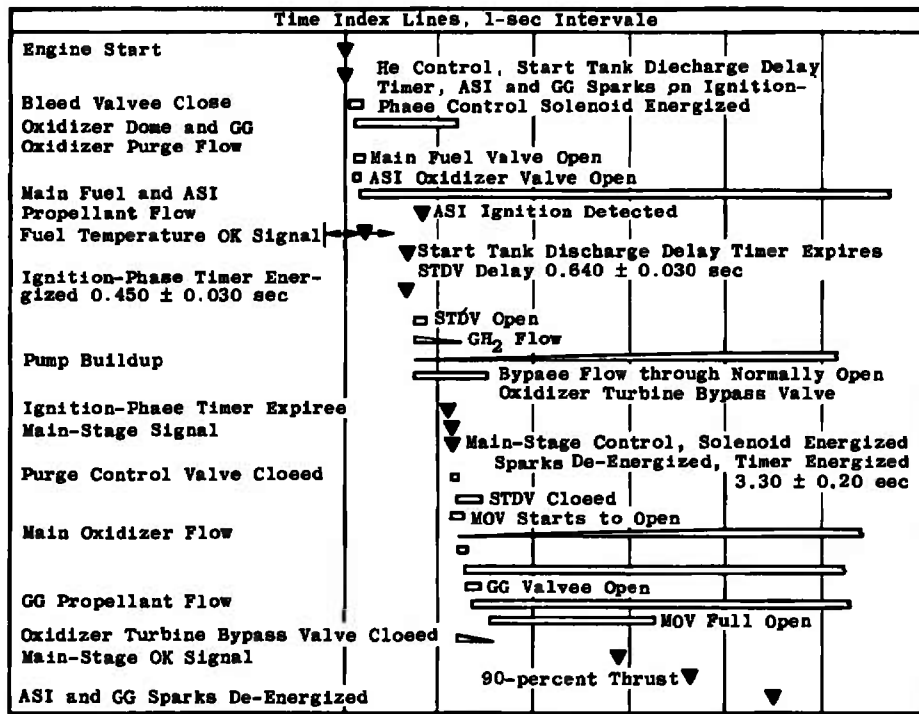 Time Index Lines, 1-sec Intervale
Engine Start
He Control, Start Tank Diecharge Delay
Timer, ASI and GG Sparks on Ignition-
Phaee Control Solenoid Energized
Bleed Valvee Close
Oxidizer Dome and GG
Oxidizer Purge Flow
Main Fuel Valve Open
ASI Oxidizer Valve Open
Main Fuel and ASI
Propellant Flow
ASI Ignition Detected
Fuel Temperature OK Signal
Start Tank Discharge Delay Timer Expires
STDV Delay 0.640 ± 0.030 sec
Ignition-Phase Timer Ener-
gized 0.450 ± 0.030 sec
STDV Open
GH2 Flow
Pump Buildup
Bypaee Flow through Normally Open
Oxidizer Turbine Bypass Valve
Ignition-Phaee Timer Expiree
Main-Stage Signal
Main-Stage Control, Solenoid Energized
Sparks De-Energized, Timer Energized
3.30 ± 0.20 eec
Purge Control Valve Cloeed
STDV Cloeed
MOV Starts to Open
Main Oxidizer Flow
GG Valvee Open
GG Propellant Flow
MOV Full Open
Oxidizer Turbine Bypass Valve Cloeed
Main-Stage OK Signal
90-percent Thrust
ASI and GG Sparks De-Energized